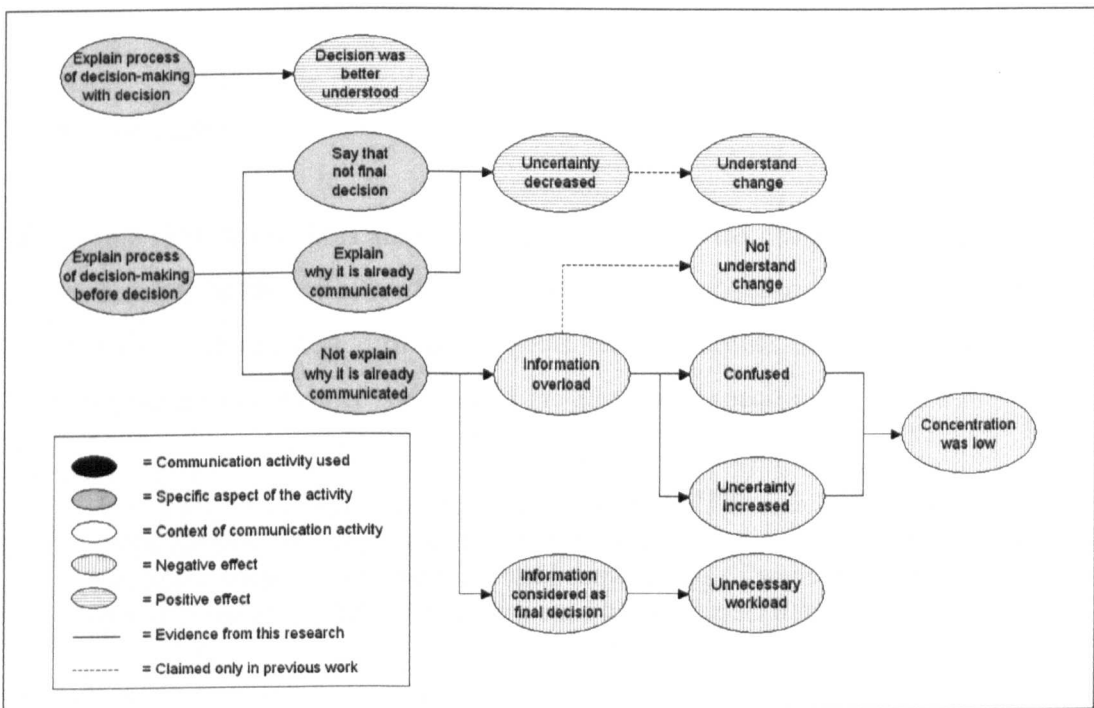 Explain process
of decision-making
with decision
Decision was
better
understood
Say that
not final
decision
Uncertainty
decreased
Understand
change
Explain process
of decision-making
before decision
Explain
why it is already
communicated
Not
understand
change
Not explain
why it is already
communicated
Information
overload
Confused
Concentration
was low
Uncertainty
increased
Information
considered as
final decision
Unnecessary
workload
= Communication activity used
= Specific aspect of the activity
= Context of communication activity
= Negative effect
= Positive effect
= Evidence from this research
= Claimed only in previous work